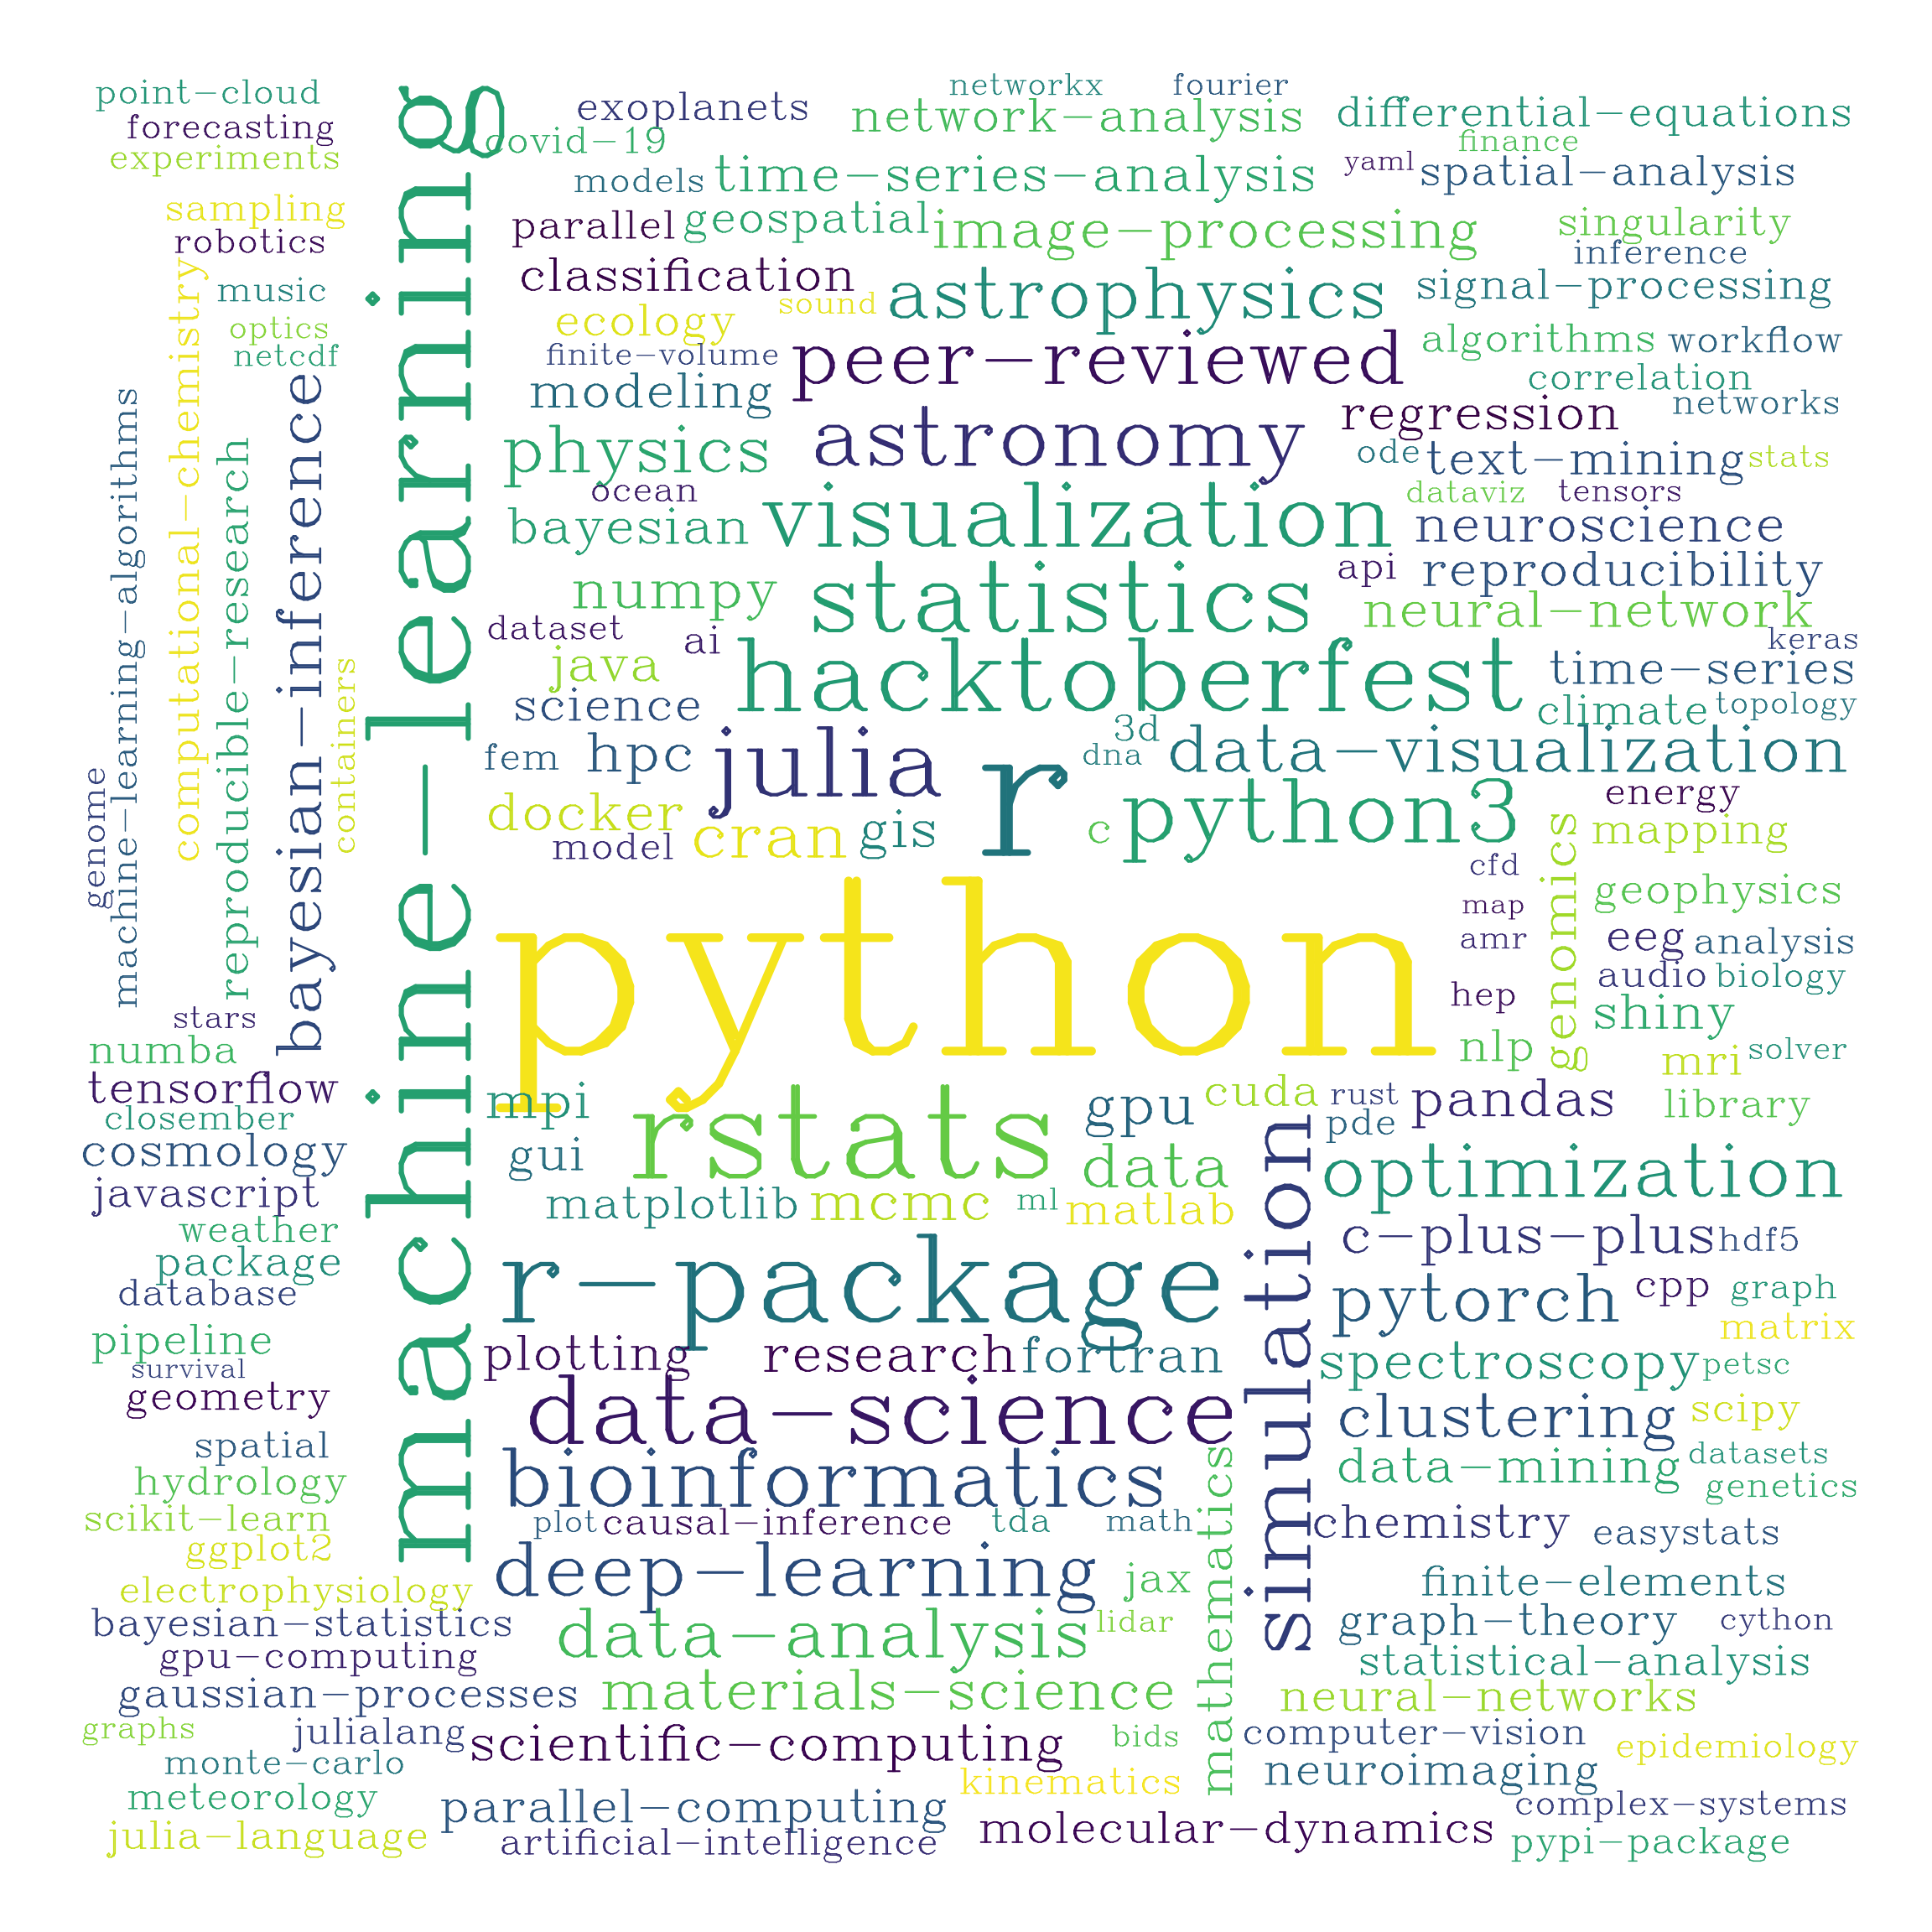 point-cloud
forecasting
experiments
sampling
robotics
music
optics
netcdf
computational-chemistry
machine-learning-algorithms
reproducible-research
bayesian-inference
containers
genome
machine-learning
networkx
fourier
exoplanets
covid-19
network-analysis
differential-equations
finance
models
time-series-analysis
yaml
spatial-analysis
parallel
geospatial
image-processing
singularity
inference
classification
sound
astrophysics
signal-processing
ecology
finite-volume
peer-reviewed
algorithms
workflow
modeling
correlation
regression
networks
physics
astronomy
ode
text-mining
stats
ocean
dataviz
tensors
bayesian
visualization
neuroscience
numpy
statistics
api
reproducibility
neural-network
dataset
ai
keras
java
hacktoberfest
time-series
science
climate
topology
fem
hpc
julia
r
3d
dna
data-visualization
docker
model
cran
gis
c
python3
energy
mapping
cfd
genomics
map
geophysics
amr
python
eeg
analysis
audio
biology
hep
shiny
stars
numba
nlp
mri
solver
tensorflow
closember
mpi
rstats
gpu
cuda
rust
pandas
library
pde
cosmology
gui
data
optimization
javascript
matplotlib
mcmc
ml
matlab
simulation
weather
c-plus-plus
hdf5
package
database
r-package
pytorch
cpp
graph
matrix
pipeline
survival
plotting
research
fortran
spectroscopy
petsc
geometry
data-science
clustering
scipy
spatial
hydrology
bioinformatics
mathematics
data-mining
datasets
genetics
scikit-learn
plot
causal-inference
tda
math
chemistry
easystats
ggplot2
deep-learning
jax
finite-elements
electrophysiology
bayesian-statistics
data-analysis
lidar
graph-theory
cython
gpu-computing
statistical-analysis
gaussian-processes
materials-science
neural-networks
graphs
julialang
scientific-computing
bids
computer-vision
epidemiology
monte-carlo
kinematics
neuroimaging
meteorology
parallel-computing
complex-systems
julia-language
artificial-intelligence
molecular-dynamics
pypi-package